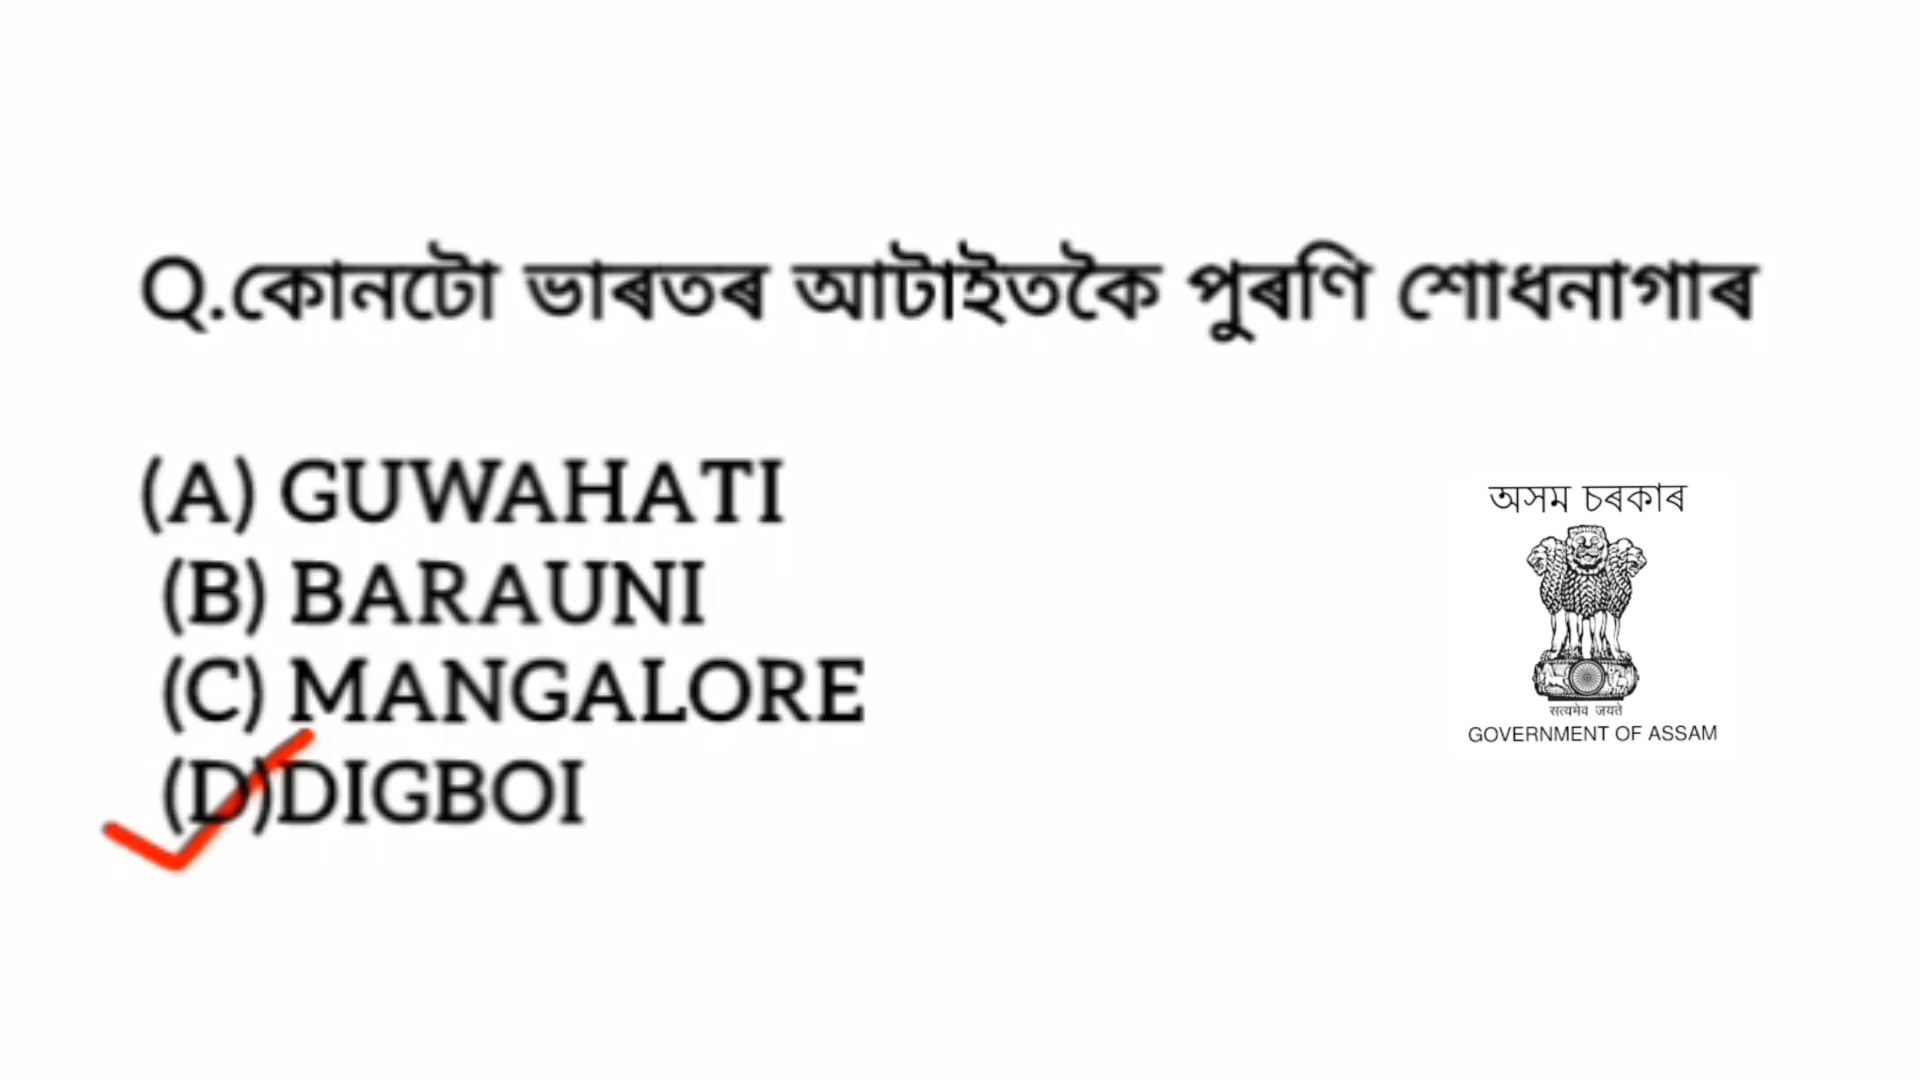 Q.কোনটো ভাৰতৰ আটাইতকৈ পুৰণি শোধনাগাৰ
(A) GUWAHATI
(B) BARAUNI
(C) MANGALORE
(D)DIGBOI
অসম চৰকাৰ
सत्यमेव जयते
GOVERNMENT OF ASSAM